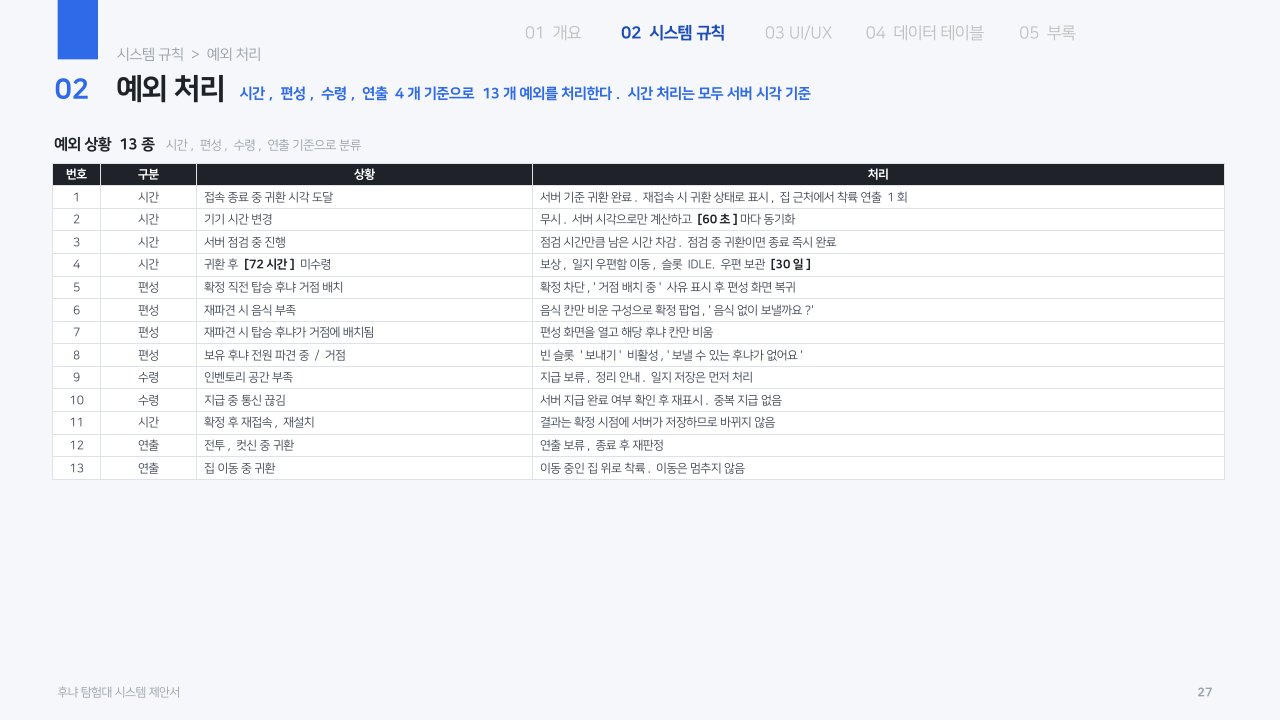 01 개요 02 시스템 규칙 03 UI/UX 04 데이터 테이블 05 부록
시스템 규칙 > 예외 처리
02 예외 처리 시간 , 편성 , 수령 , 연출 4 개 기준으로 13 개 예외를 처리한다 . 시간 처리는 모두 서버 시각 기준
예외 상황 13 종 시간 , 편성 , 수령 , 연출 기준으로 분류
번호 구분 상황 처리
1 시간 접속 종료 중 귀환 시각 도달 서버 기준 귀환 완료 . 재접속 시 귀환 상태로 표시 , 집 근처에서 착륙 연출 1 회
2 시간 기기 시간 변경 무시 . 서버 시각으로만 계산하고 [60 초 ] 마다 동기화
3 시간 서버 점검 중 진행 점검 시간만큼 남은 시간 차감 . 점검 중 귀환이면 종료 즉시 완료
4 시간 귀환 후 [72 시간 ] 미수령 보상 , 일지 우편함 이동 , 슬롯 IDLE. 우편 보관 [30 일 ]
5 편성 확정 직전 탑승 후냐 거점 배치 확정 차단 , ' 거점 배치 중 ' 사유 표시 후 편성 화면 복귀
6 편성 재파견 시 음식 부족 음식 칸만 비운 구성으로 확정 팝업 , ' 음식 없이 보낼까요 ?'
7 편성 재파견 시 탑승 후냐가 거점에 배치됨 편성 화면을 열고 해당 후냐 칸만 비움
8 편성 보유 후냐 전원 파견 중 / 거점 빈 슬롯 ' 보내기 ' 비활성 , ' 보낼 수 있는 후냐가 없어요 '
9 수령 인벤토리 공간 부족 지급 보류 , 정리 안내 . 일지 저장은 먼저 처리
10 수령 지급 중 통신 끊김 서버 지급 완료 여부 확인 후 재표시 . 중복 지급 없음
11 시간 확정 후 재접속 , 재설치 결과는 확정 시점에 서버가 저장하므로 바뀌지 않음
12 연출 전투 , 컷신 중 귀환 연출 보류 , 종료 후 재판정
13 연출 집 이동 중 귀환 이동 중인 집 위로 착륙 . 이동은 멈추지 않음
후냐 탐험대 시스템 제안서 27